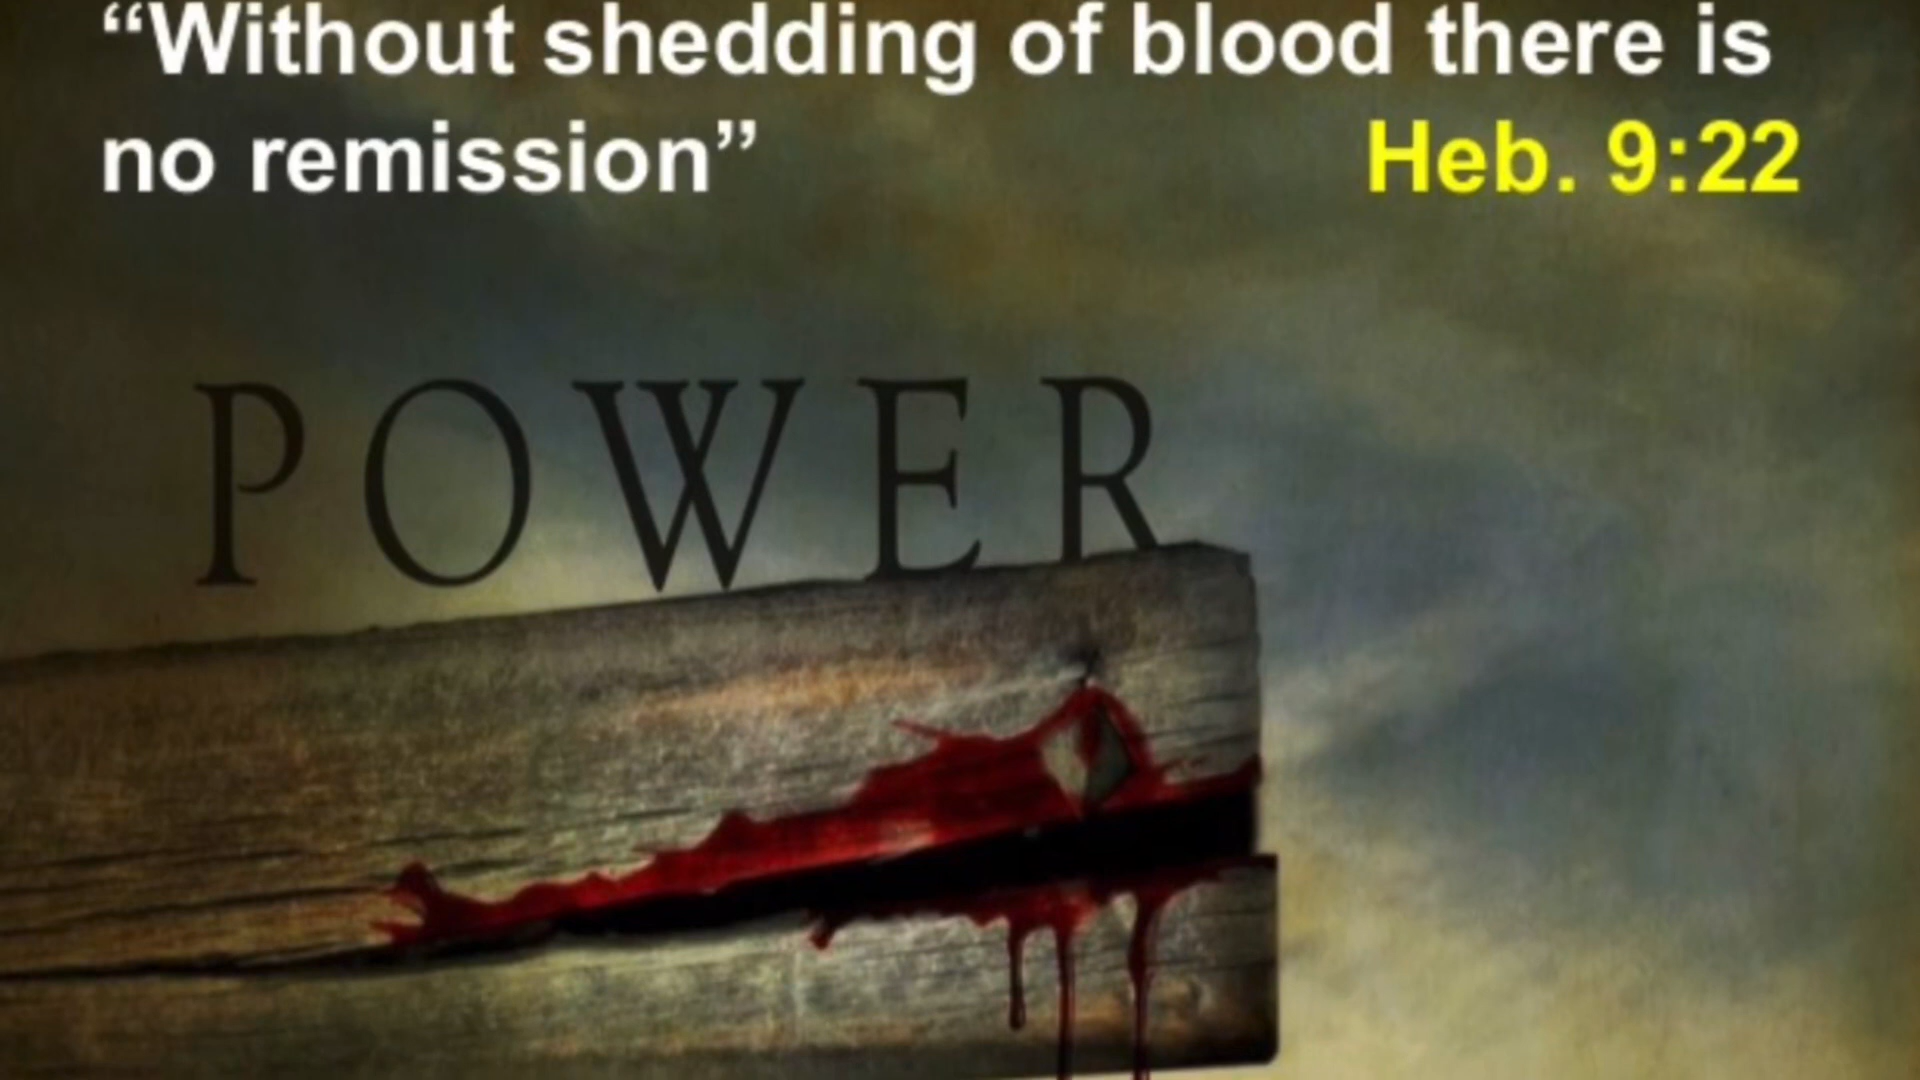 “Without shedding of blood there is
no remission”
Heb. 9:22
POWER